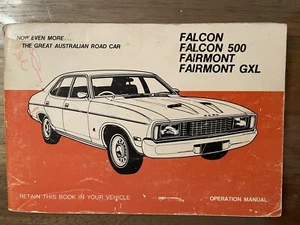 NOW EVEN MORE...
THE GREAT AUSTRALIAN ROAD CAR
FALCON
FALCON 500
FAIRMONT
FAIRMONT GXL
FORD
RETAIN THIS BOOK IN YOUR VEHICLE
OPERATION MANUAL